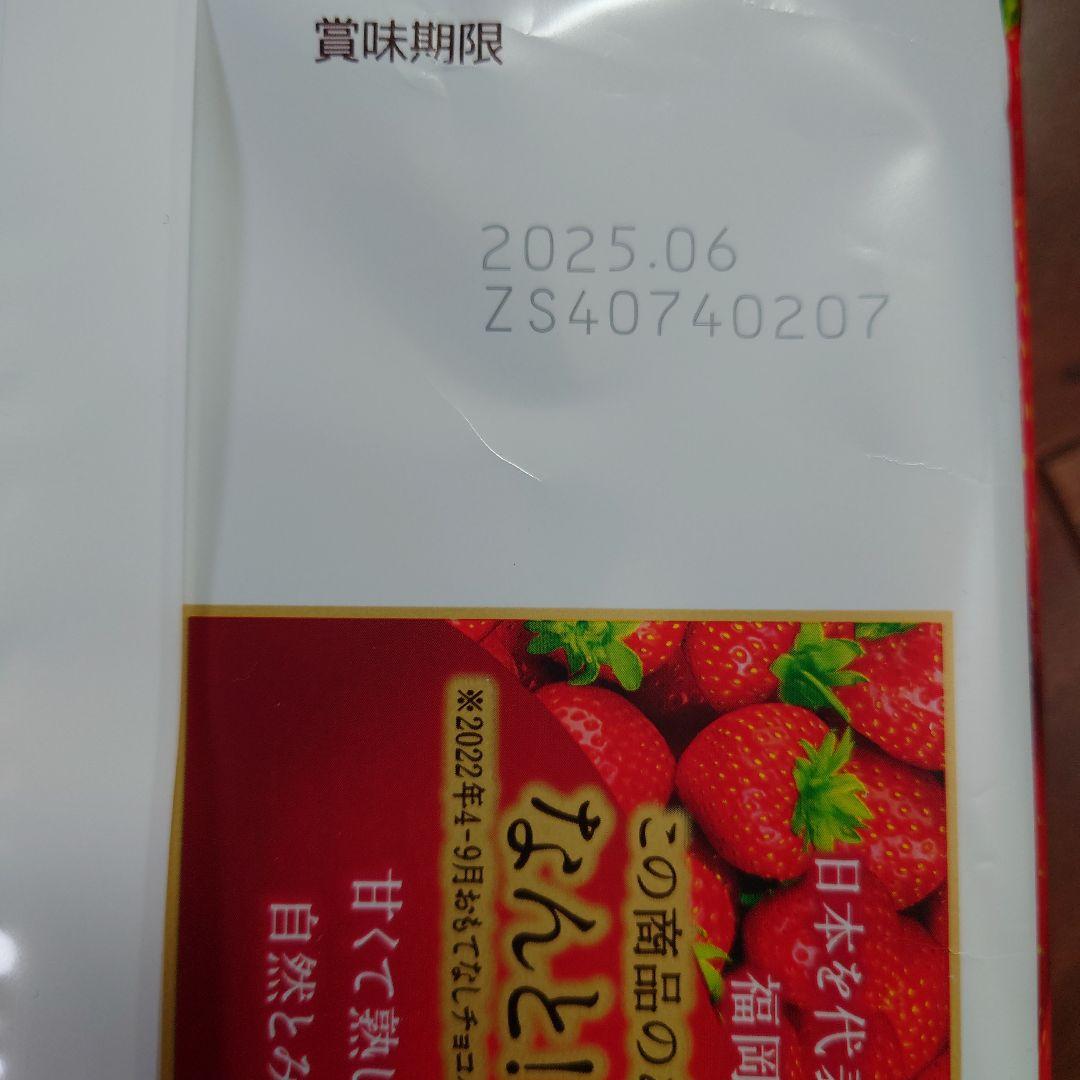 賞味期限
2025.06
ZS40740207
日本を代
福岡
この商品の
なんと!
※2022年4-9月おもてなしチョコ
甘くて熟し
自然とみ